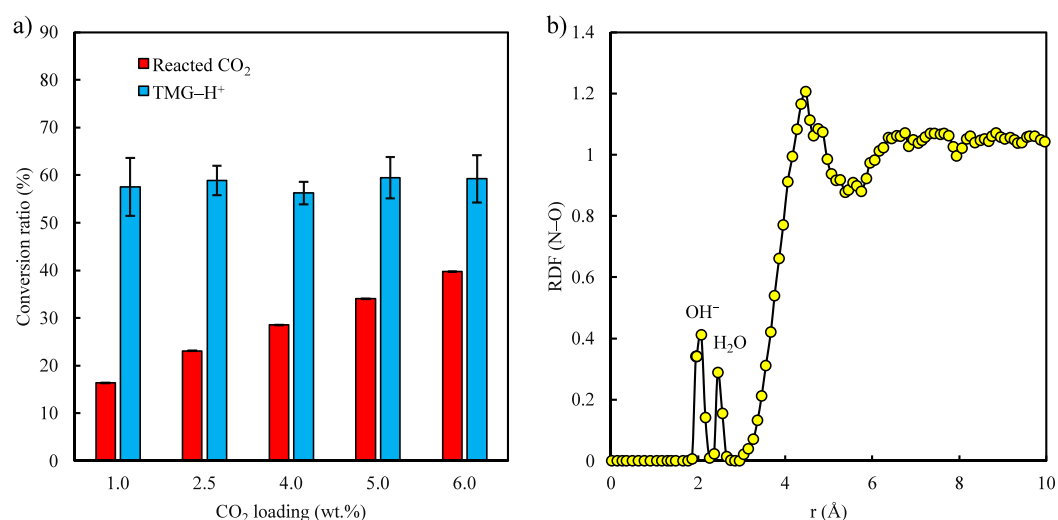 a)
90
80
70
60
50
40
30
20
10
0
Conversion ratio (%)
Reacted CO₂
TMG–H⁺
1.0 2.5 4.0 5.0 6.0
CO₂ loading (wt.%)
b)
1.4
1.2
1
0.8
0.6
0.4
0.2
0
RDF (N–O)
OH⁻
H₂O
0 2 4 6 8 10
r (Å)